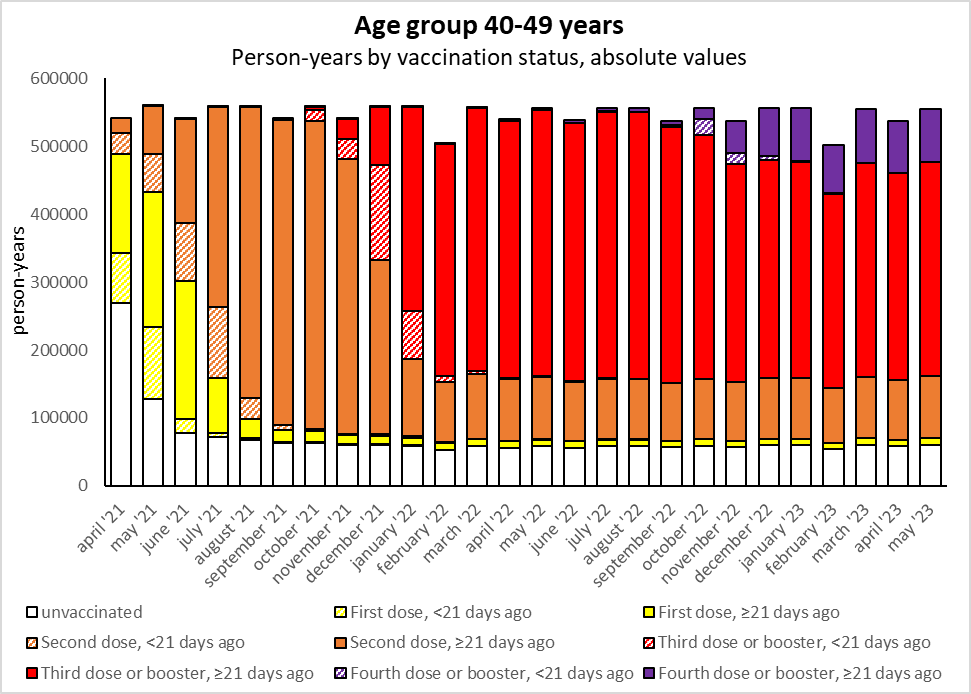 Age group 40-49 years
Person-years by vaccination status, absolute values
person-years
600000
500000
400000
300000
200000
100000
0
april '21
may '21
june '21
july '21
august '21
september '21
october '21
november '21
december '21
january '22
february '22
march '22
april '22
may '22
june '22
july '22
august '22
september '22
october '22
november '22
december '22
january '23
february '23
march '23
april '23
may '23
unvaccinated
First dose, <21 days ago
First dose, ≥21 days ago
Second dose, <21 days ago
Second dose, ≥21 days ago
Third dose or booster, <21 days ago
Third dose or booster, ≥21 days ago
Fourth dose or booster, <21 days ago
Fourth dose or booster, ≥21 days ago